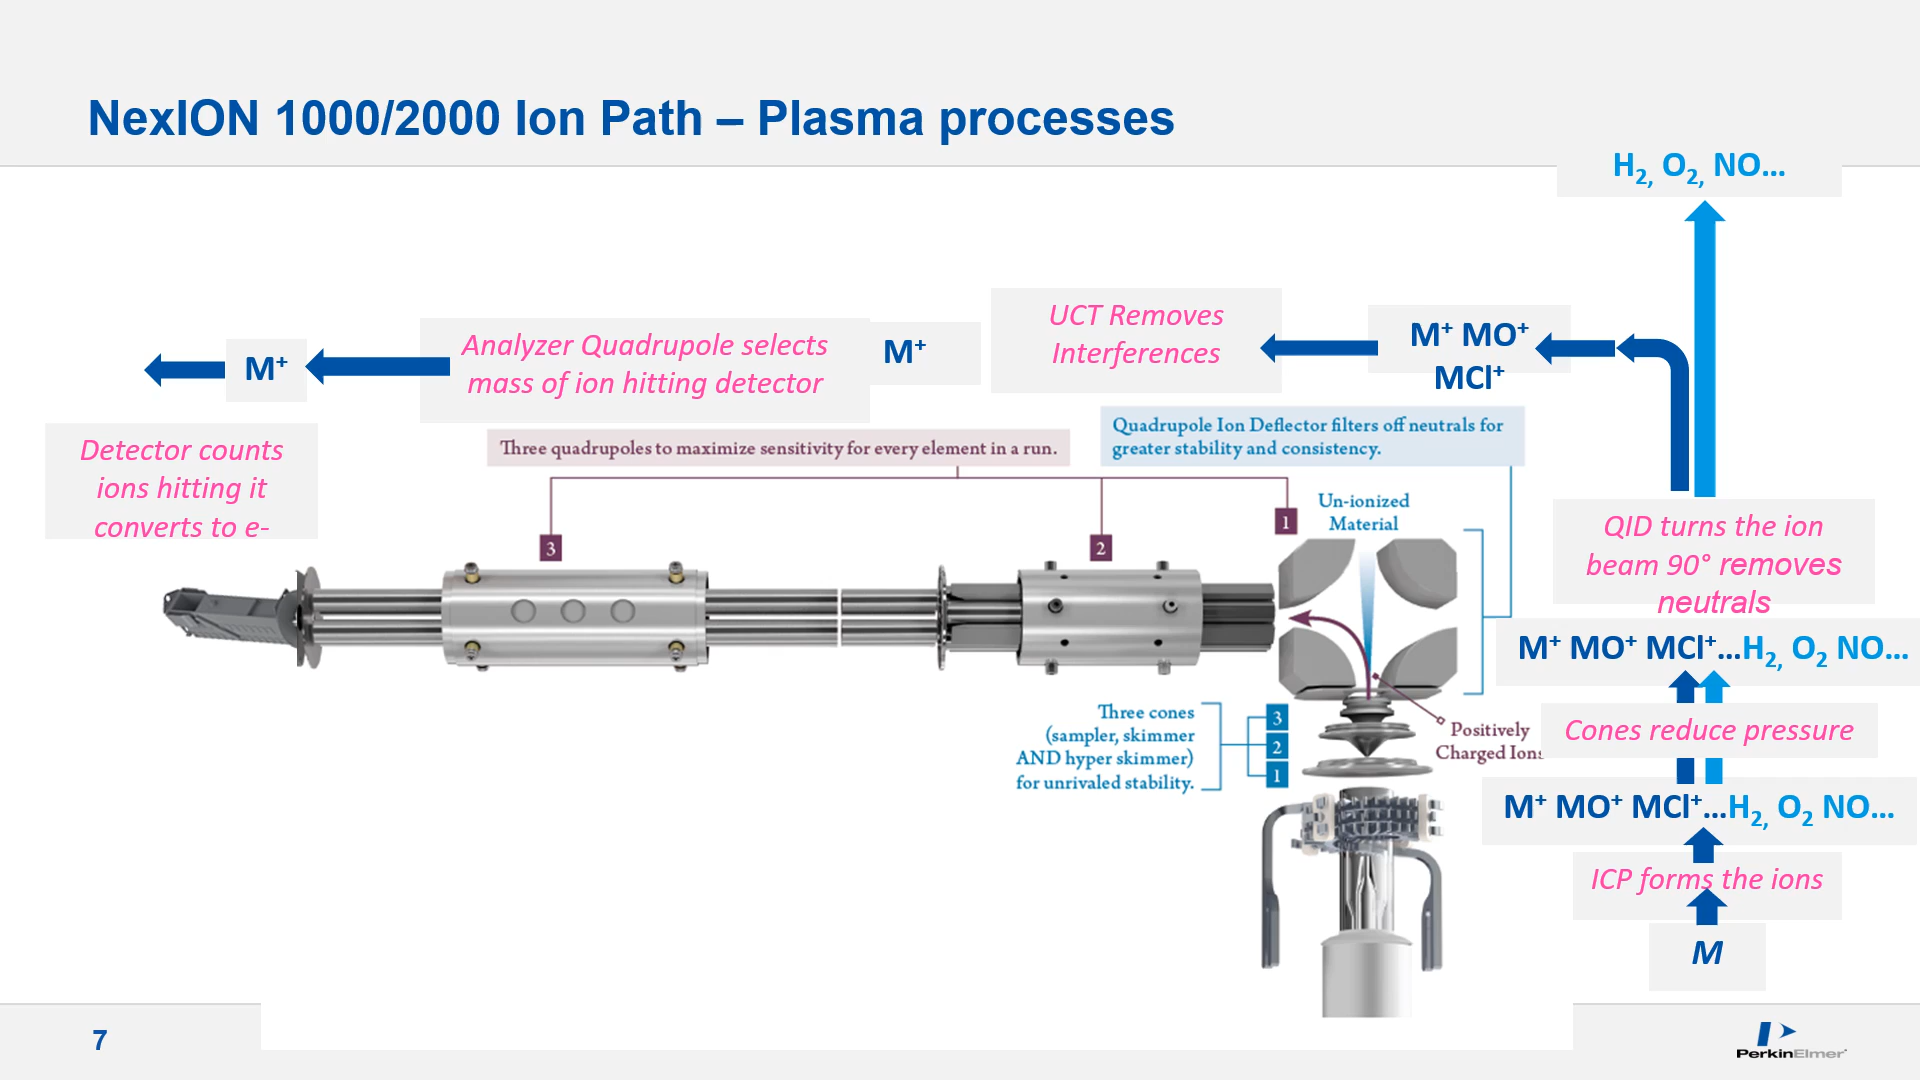 NexION 1000/2000 Ion Path – Plasma processes
H₂, O₂, NO...
UCT Removes
Interferences
M⁺ MO⁺
MCl⁺
Analyzer Quadrupole selects
mass of ion hitting detector
M⁺
M⁺
Detector counts
ions hitting it
converts to e-
Three quadrupoles to maximize sensitivity for every element in a run.
Quadrupole Ion Deflector filters off neutrals for
greater stability and consistency.
Un-ionized
Material
1
2
3
QID turns the ion
beam 90° removes
neutrals
M⁺ MO⁺ MCl⁺...H₂, O₂ NO...
Three cones
(sampler, skimmer
AND hyper skimmer)
for unrivaled stability.
3
2
1
Positively
Charged Ions
Cones reduce pressure
M⁺ MO⁺ MCl⁺...H₂, O₂ NO...
ICP forms the ions
M
7
PerkinElmer